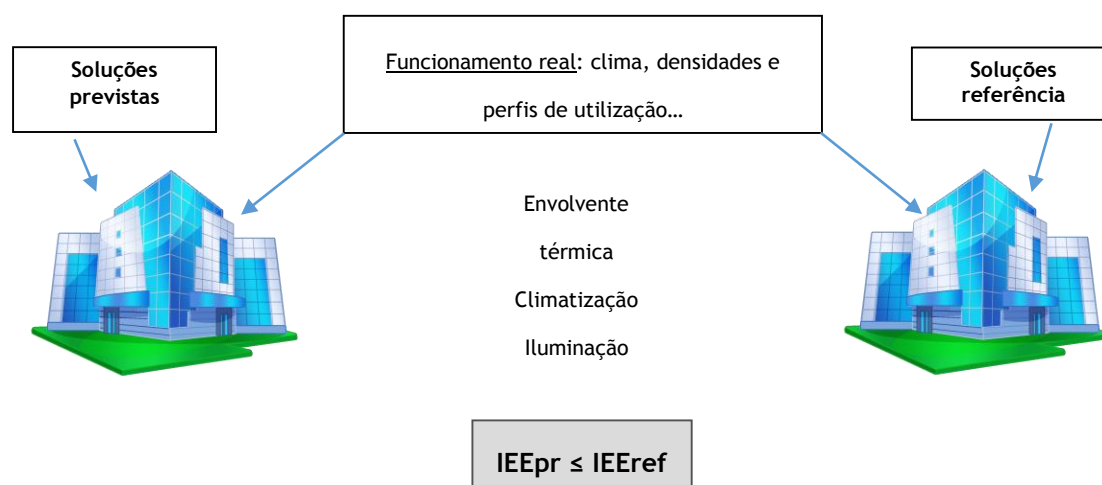 Soluções
previstas
Funcionamento real: clima, densidades e
perfis de utilização…
Soluções
referência
Envolvente
térmica
Climatização
Iluminação
IEEpr ≤ IEEref